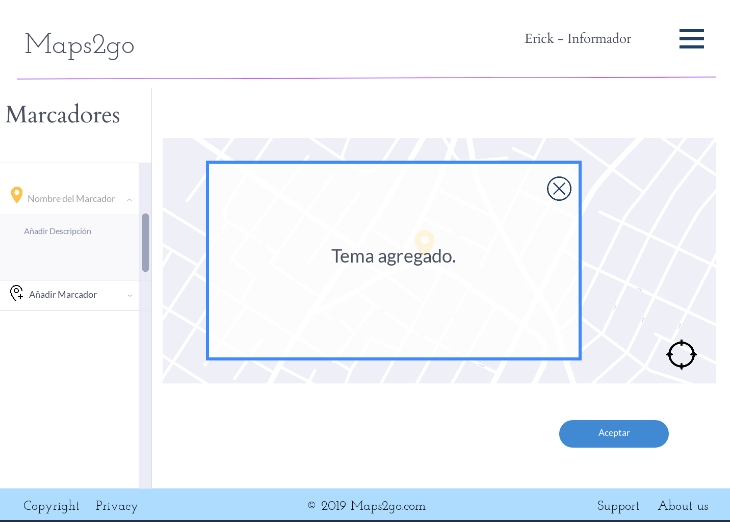 Maps2go
Erick - Informador
Marcadores
Nombre del Marcador
Añadir Descripción
Añadir Marcador
Tema agregado.
Aceptar
Copyright Privacy © 2019 Maps2go.com Support About us